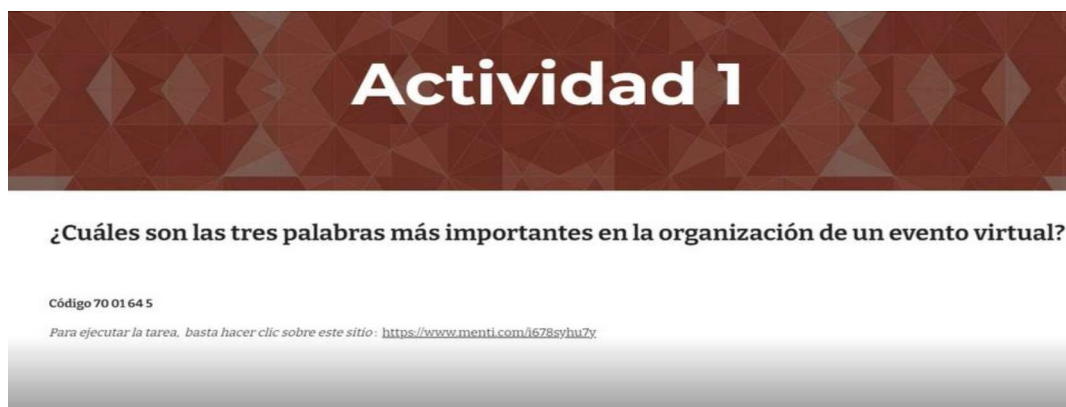 Actividad 1
¿Cuáles son las tres palabras más importantes en la organización de un evento virtual?
Código 70 01 64 5
Para ejecutar la tarea, basta hacer clic sobre este sitio : https://www.menti.com/i678syhu7y